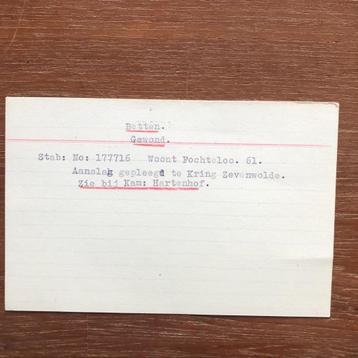 Betten.
Gewond.
Stab: No: 177716 Woont Fochteloo. 61.
Aanslag gepleegd te Kring Zevenwolde.
Zie bij Kam: Hartenhof.